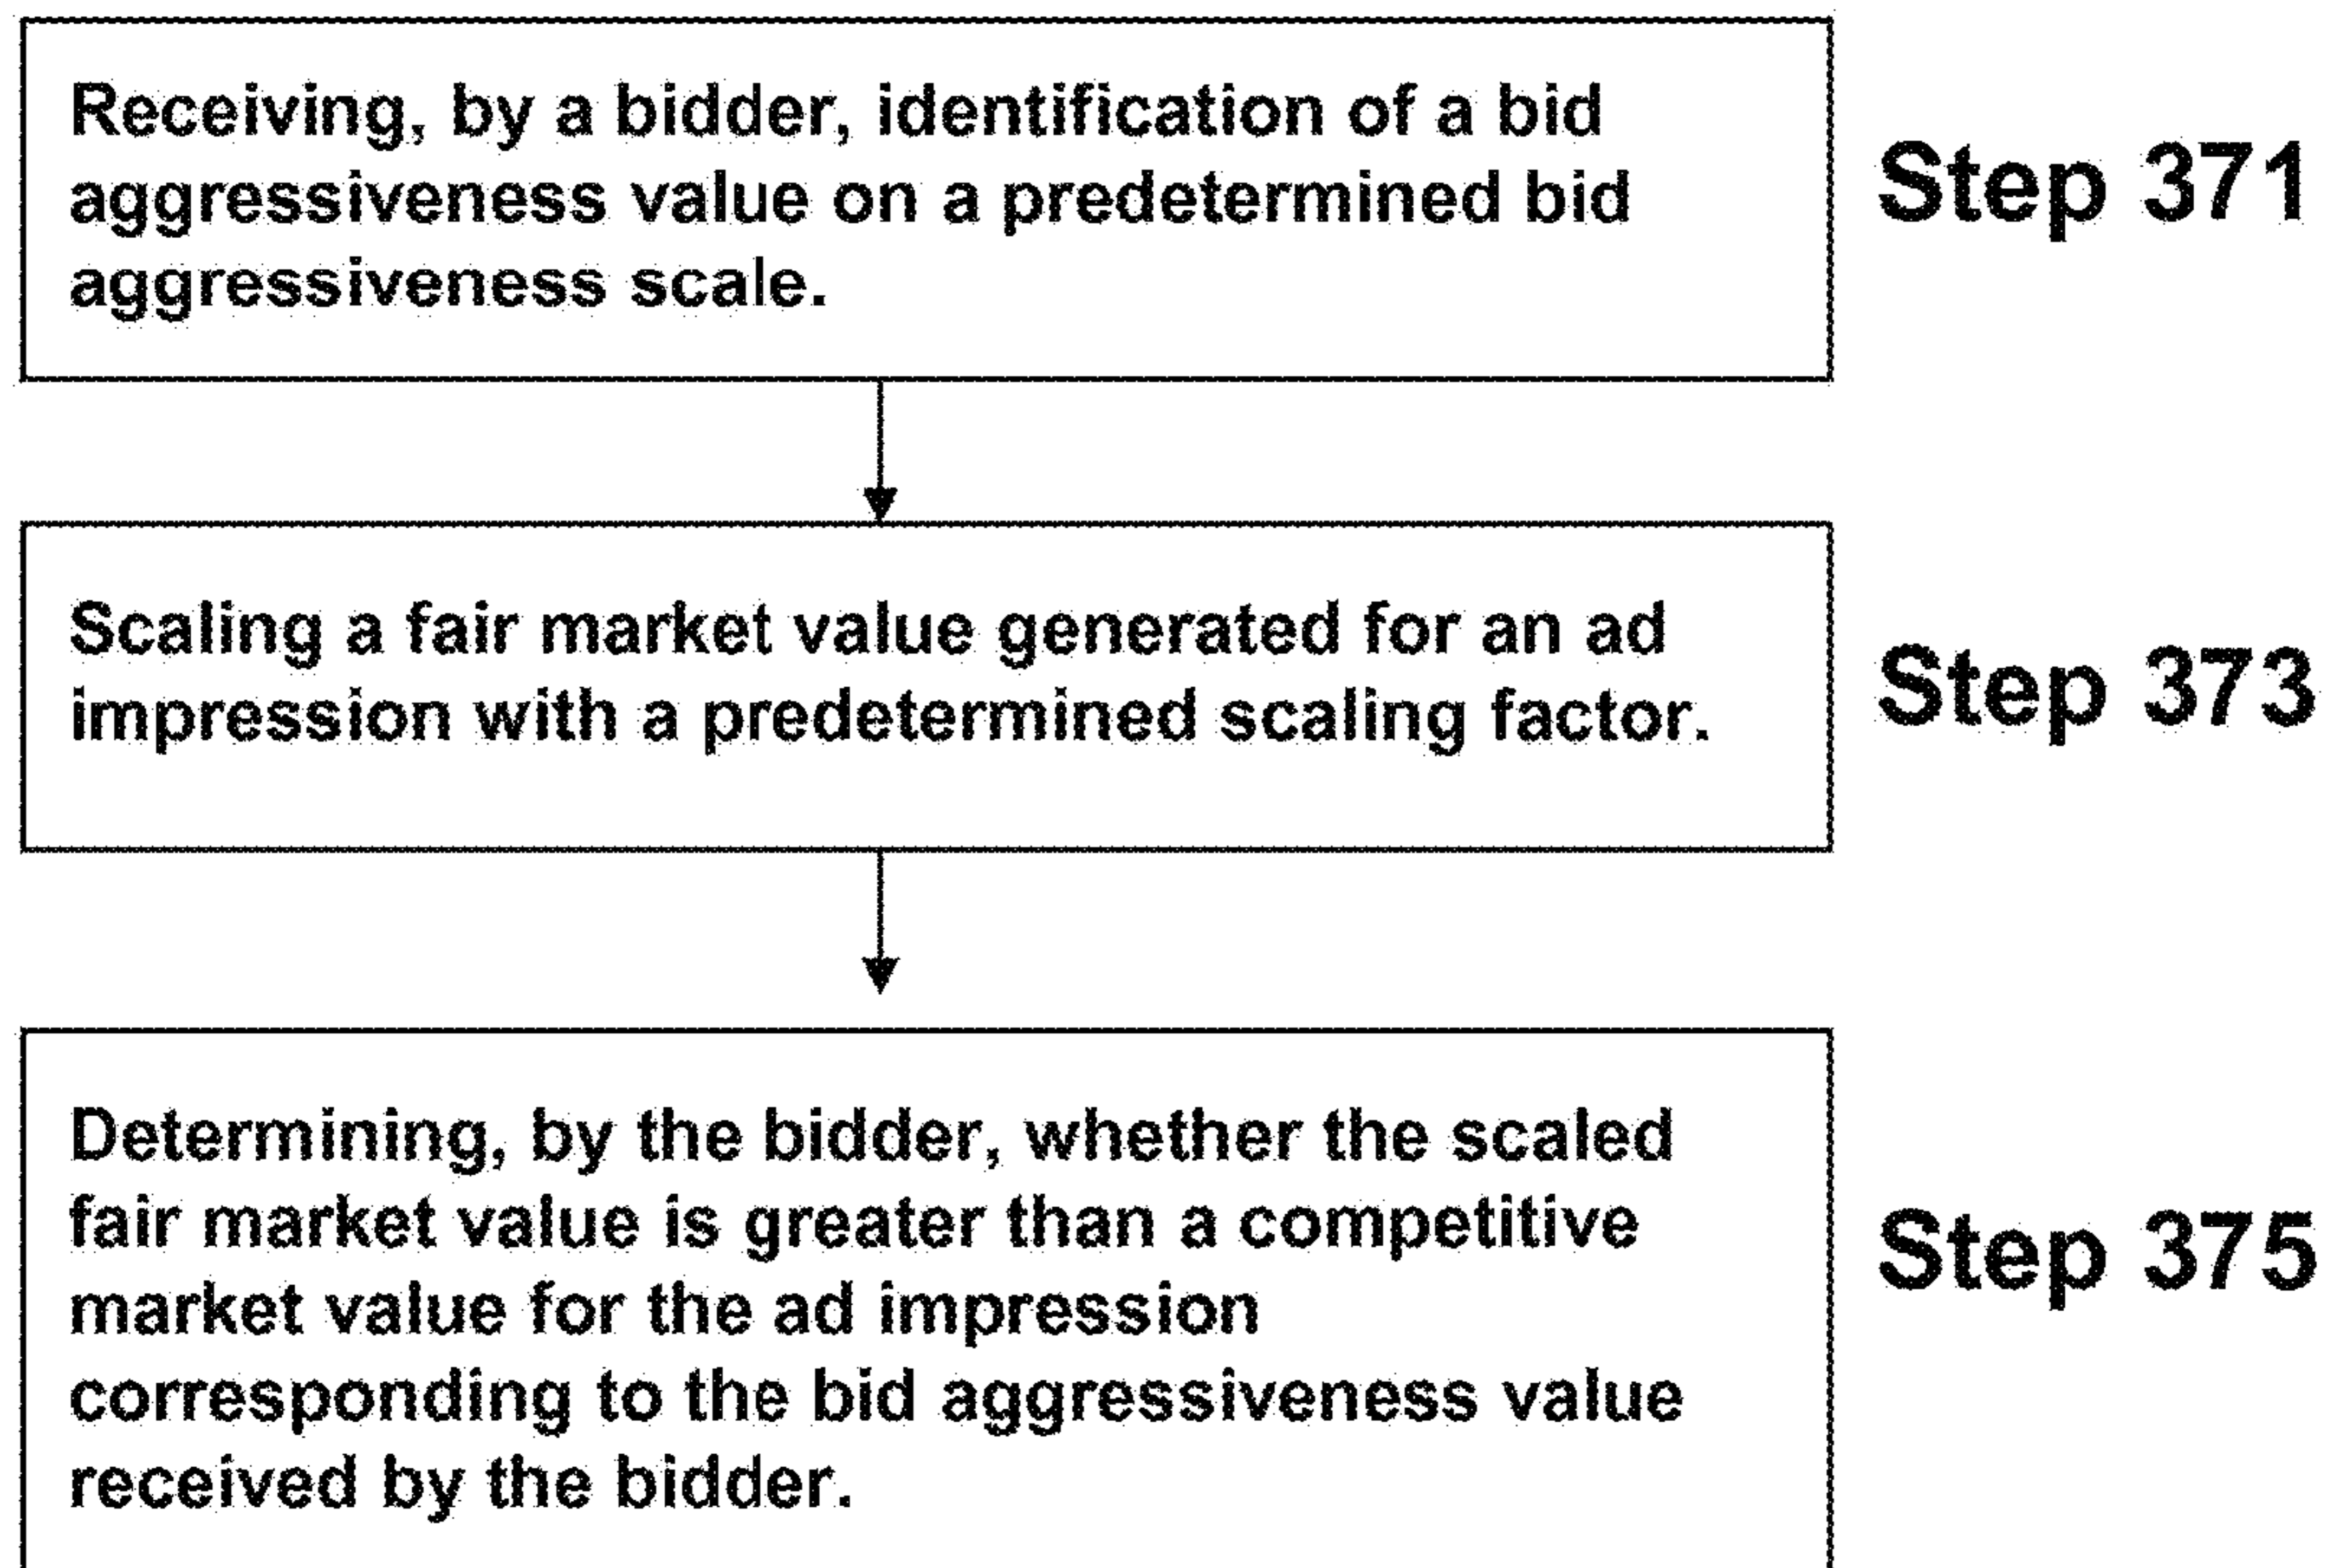 Receiving, by a bidder, identification of a bid
aggressiveness value on a predetermined bid
aggressiveness scale.
Step 371
Scaling a fair market value generated for an ad
impression with a predetermined scaling factor.
Step 373
Determining, by the bidder, whether the scaled
fair market value is greater than a competitive
market value for the ad impression
corresponding to the bid aggressiveness value
received by the bidder.
Step 375